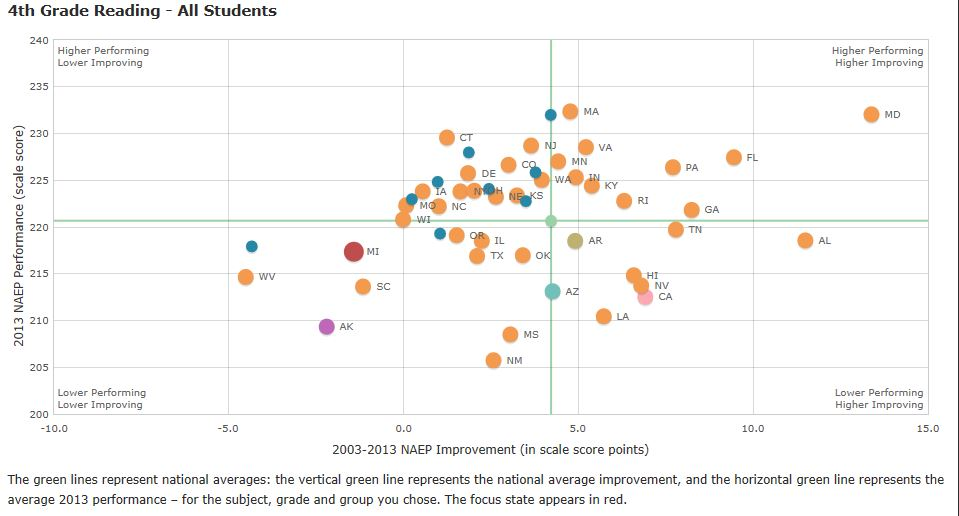 4th Grade Reading - All Students
240
Higher Performing
Lower Improving
Higher Performing
Higher Improving
235
MA
MD
230
CT
NJ
VA
CO
MN
FL
PA
DE
WA
IN
225
KY
IA
NY
OH
NE
KS
RI
MO
NC
GA
WI
220
TN
OR
IL
AR
AL
MI
TX
OK
215
WV
HI
SC
NV
AZ
CA
210
LA
AK
MS
205
NM
Lower Performing
Lower Improving
Lower Performing
Higher Improving
200
-10.0
-5.0
0.0
5.0
10.0
15.0
2013 NAEP Performance (scale score)
2003-2013 NAEP Improvement (in scale score points)
The green lines represent national averages: the vertical green line represents the national average improvement, and the horizontal green line represents the
average 2013 performance – for the subject, grade and group you chose. The focus state appears in red.